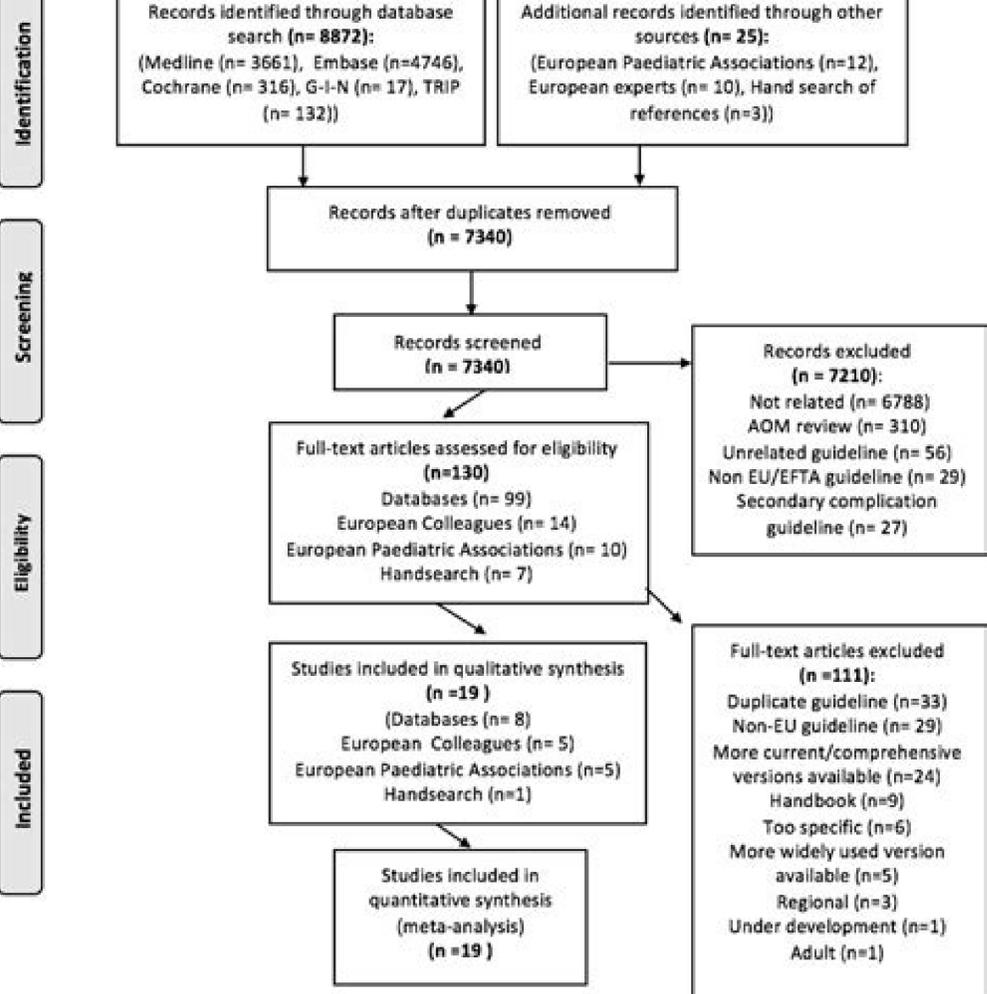 Identification
Records identified through database
search (n= 8872):
(Medline (n= 3661), Embase (n=4746),
Cochrane (n= 316), G-I-N (n= 17), TRIP
(n= 132))
Additional records identified through other
sources (n= 25):
(European Paediatric Associations (n=12),
European experts (n= 10), Hand search of
references (n=3))
Records after duplicates removed
(n = 7340)
Screening
Records screened
(n = 7340)
Records excluded
(n = 7210):
Not related (n= 6788)
AOM review (n= 310)
Unrelated guideline (n= 56)
Non EU/EFTA guideline (n= 29)
Secondary complication
guideline (n= 27)
Eligibility
Full-text articles assessed for eligibility
(n=130)
Databases (n= 99)
European Colleagues (n= 14)
European Paediatric Associations (n= 10)
Handsearch (n= 7)
Full-text articles excluded
(n =111):
Duplicate guideline (n=33)
Non-EU guideline (n= 29)
More current/comprehensive
versions available (n=24)
Handbook (n=9)
Too specific (n=6)
More widely used version
available (n=5)
Regional (n=3)
Under development (n=1)
Adult (n=1)
Included
Studies included in qualitative synthesis
(n =19 )
(Databases (n= 8)
European Colleagues (n= 5)
European Paediatric Associations (n=5)
Handsearch (n=1)
Studies included in
quantitative synthesis
(meta-analysis)
(n =19 )